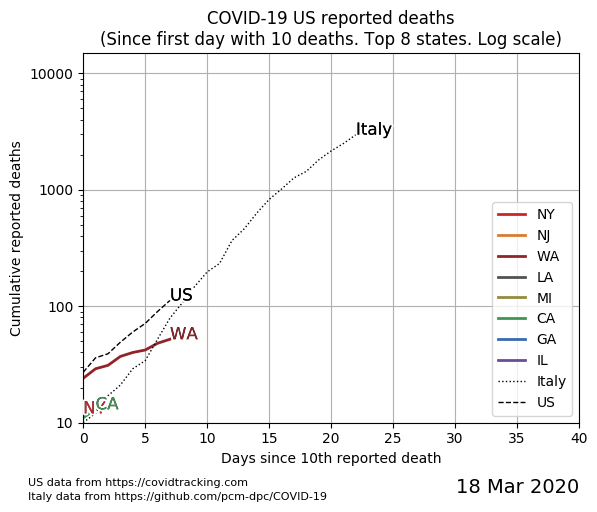 COVID-19 US reported deaths
(Since first day with 10 deaths. Top 8 states. Log scale)
10000
1000
100
10
Cumulative reported deaths
Italy
US
WA
CA
NY
NJ
WA
LA
MI
CA
GA
IL
Italy
US
0 5 10 15 20 25 30 35 40
Days since 10th reported death
US data from https://covidtracking.com
Italy data from https://github.com/pcm-dpc/COVID-19
18 Mar 2020